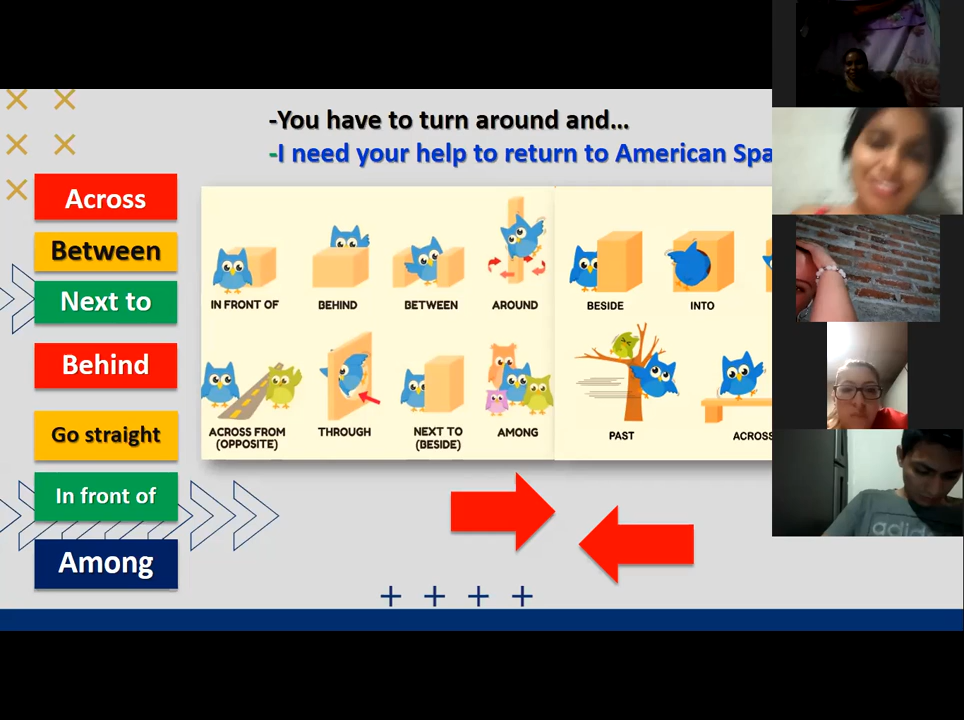 -You have to turn around and...
-I need your help to return to American Spa
Across
Between
Next to
Behind
Go straight
In front of
Among
IN FRONT OF
BEHIND
BETWEEN
AROUND
ACROSS FROM
(OPPOSITE)
THROUGH
NEXT TO
(BESIDE)
AMONG
BESIDE
INTO
PAST
ACROSS
adid